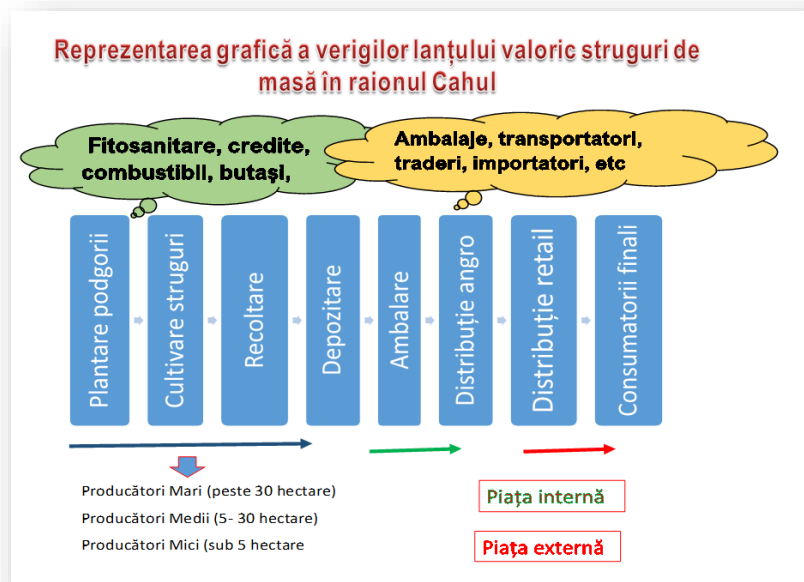 Reprezentarea grafică a verigilor lanțului valoric struguri de
masă în raionul Cahul
Fitosanitare, credite,
combustibil, butași,
Ambalaje, transportatori,
traderi, importatori, etc
Plantare podgorii
Cultivare struguri
Recoltare
Depozitare
Ambalare
Distribuție angro
Distribuție retail
Consumatorii finali
Producători Mari (peste 30 hectare)
Producători Medii (5- 30 hectare)
Producători Mici (sub 5 hectare
Piața internă
Piața externă